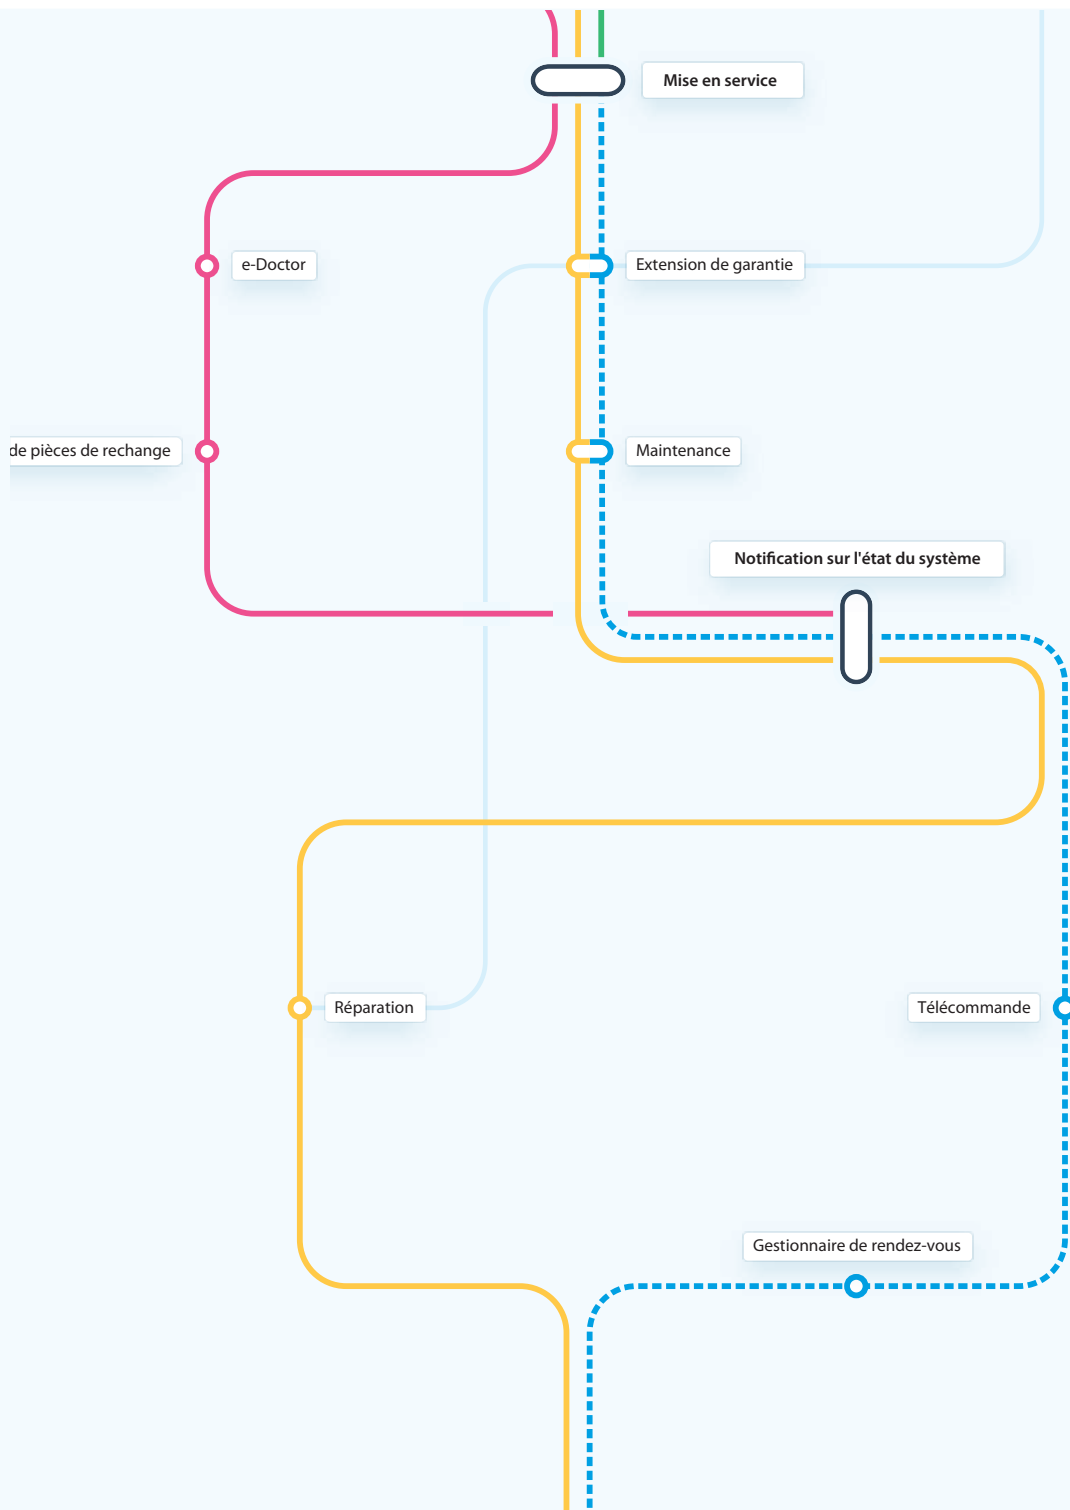 Mise en service
e-Doctor
Extension de garantie
de pièces de rechange
Maintenance
Notification sur l'état du système
Réparation
Télécommande
Gestionnaire de rendez-vous